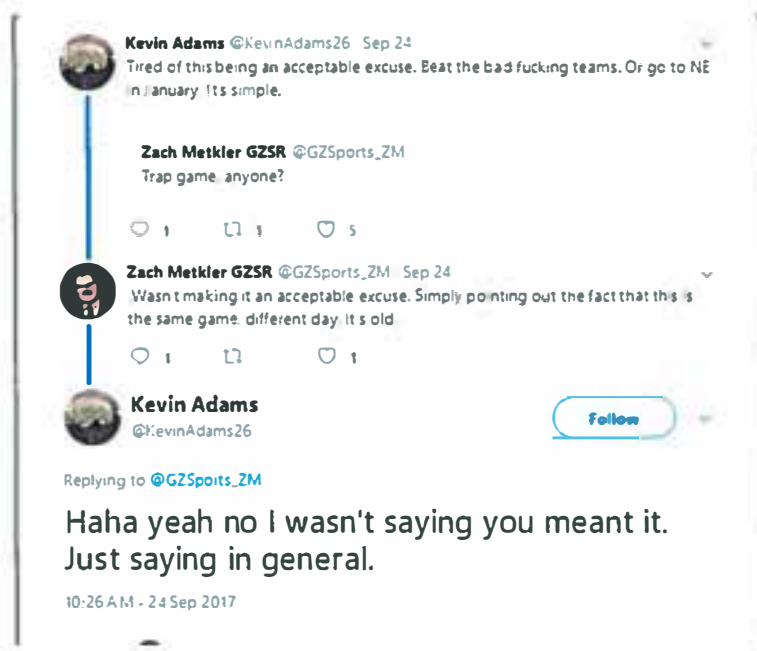 Kevin Adams @KevinAdams26 Sep 24
Tired of this being an acceptable excuse. Beat the bad fucking teams. Or go to NE
in January. It's simple.
Zach Metkler GZSR @GZSports_ZM
Trap game, anyone?
1 1 5
Zach Metkler GZSR @GZSports_ZM Sep 24
Wasn't making it an acceptable excuse. Simply pointing out the fact that this is
the same game, different day. It's old
1 1
Kevin Adams
@KevinAdams26
Follow
Replying to @GZSports_ZM
Haha yeah no I wasn't saying you meant it.
Just saying in general.
10:26 AM - 24 Sep 2017